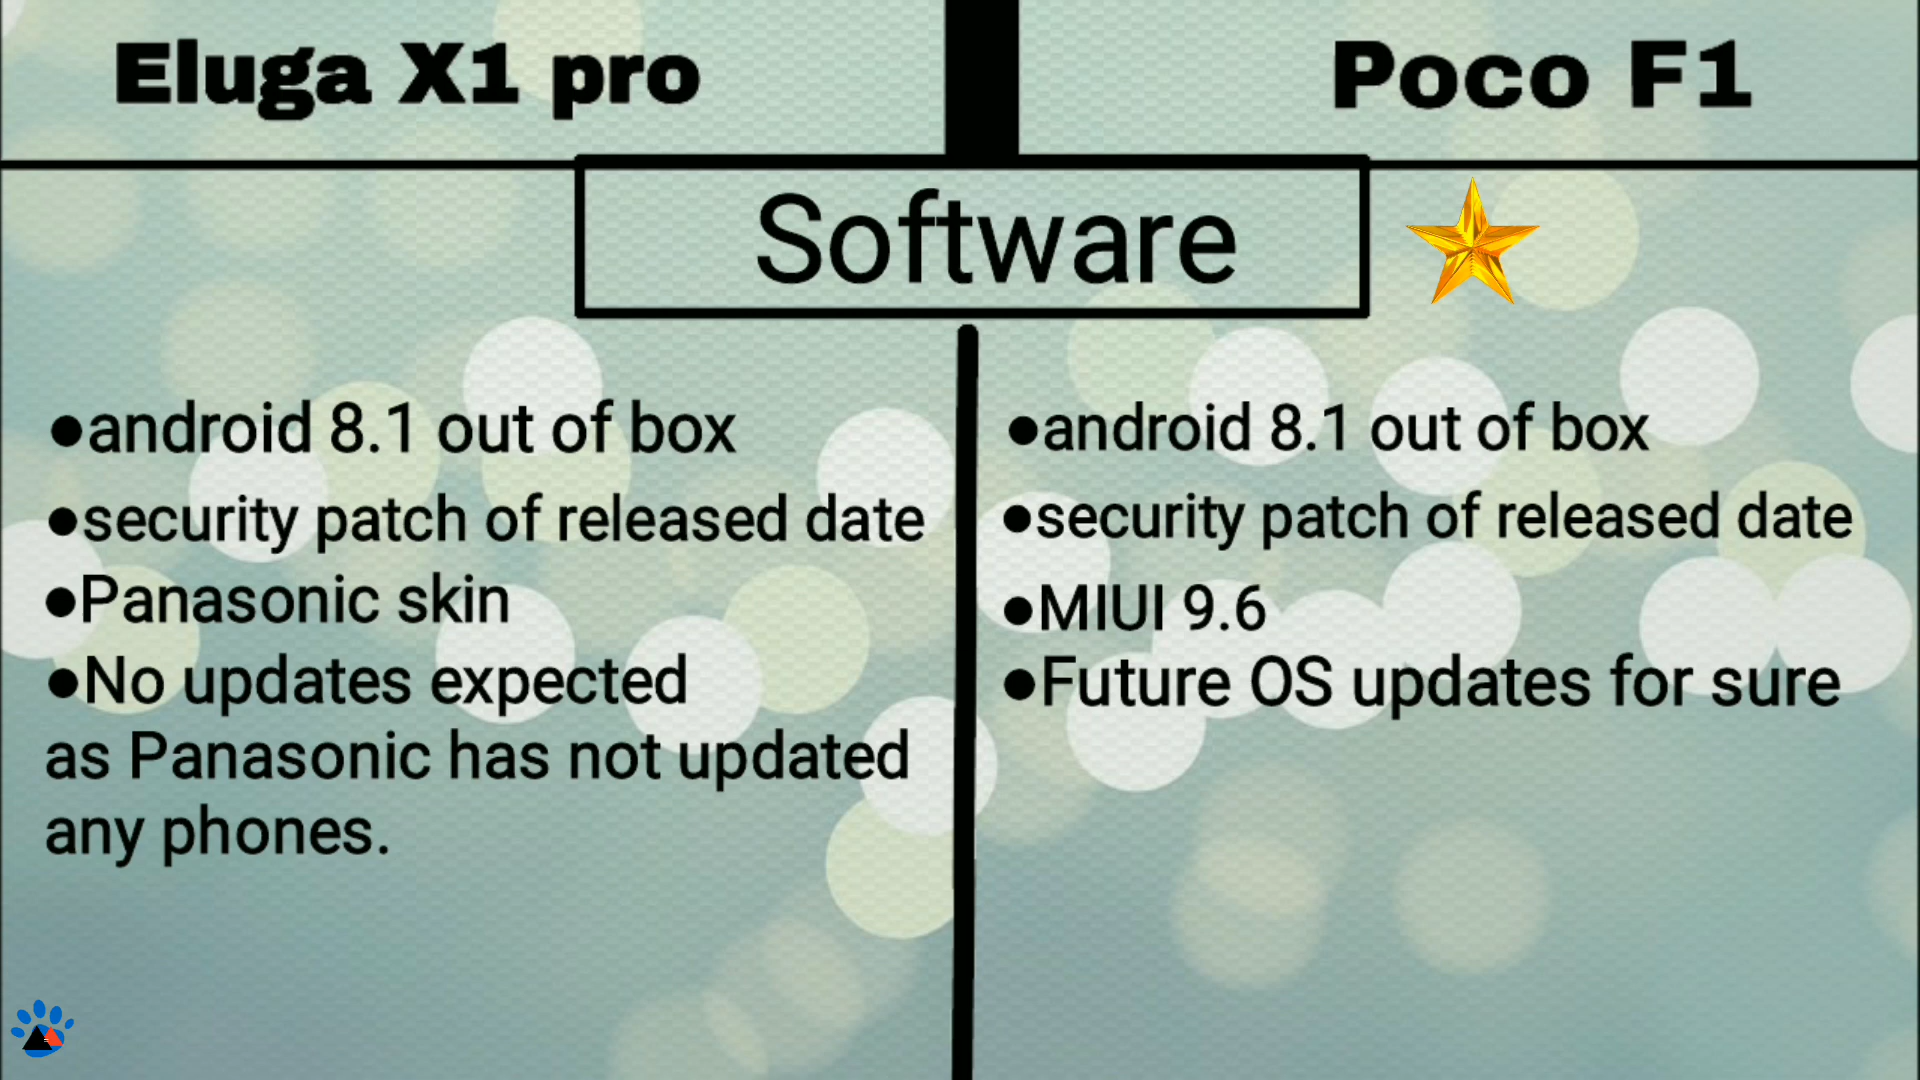 Eluga X1 pro
Poco F1
Software
●android 8.1 out of box
●security patch of released date
●Panasonic skin
●No updates expected
as Panasonic has not updated
any phones.
●android 8.1 out of box
●security patch of released date
●MIUI 9.6
●Future OS updates for sure